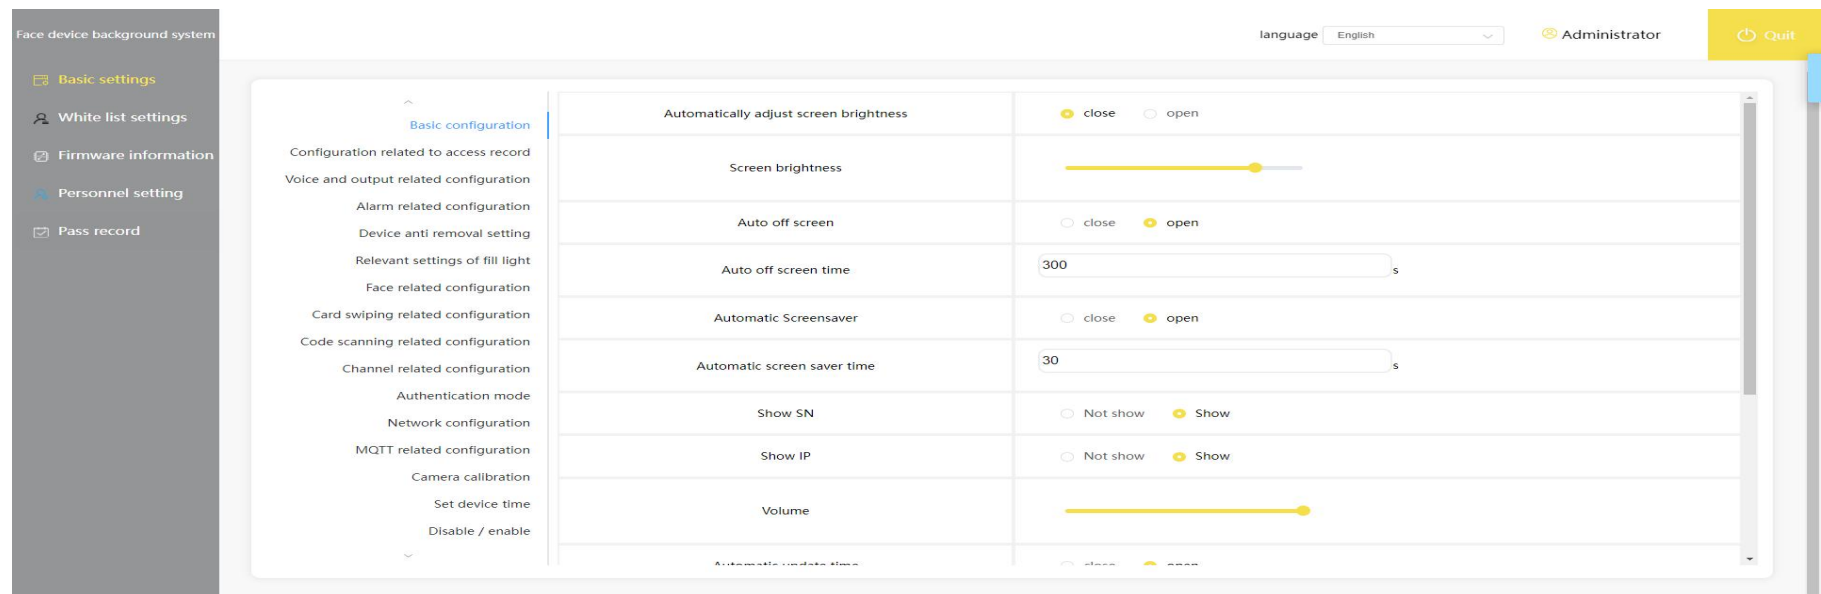 Face device background system
language English Administrator Quit
Basic settings
White list settings
Firmware information
Personnel setting
Pass record
Basic configuration
Configuration related to access record
Voice and output related configuration
Alarm related configuration
Device anti removal setting
Relevant settings of fill light
Face related configuration
Card swiping related configuration
Code scanning related configuration
Channel related configuration
Authentication mode
Network configuration
MQTT related configuration
Camera calibration
Set device time
Disable / enable
Automatically adjust screen brightness close open
Screen brightness
Auto off screen close open
Auto off screen time 300 s
Automatic Screensaver close open
Automatic screen saver time 30 s
Show SN Not show Show
Show IP Not show Show
Volume
Automatic update time close open